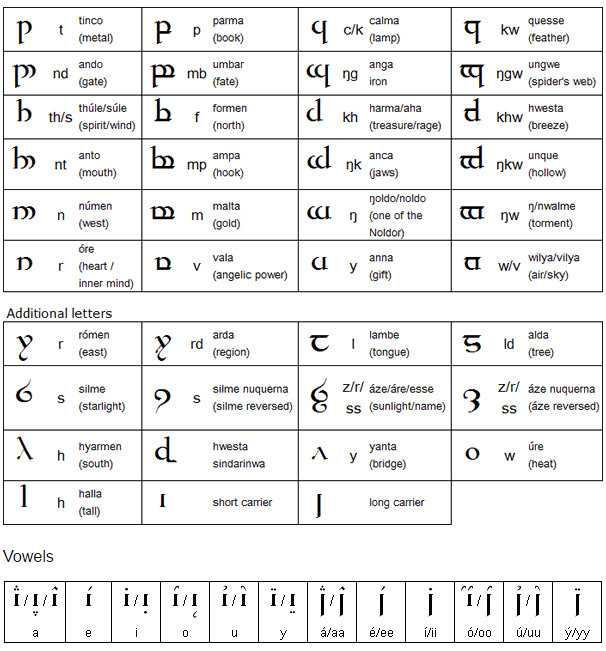 t tinco (metal)
p parma (book)
c/k calma (lamp)
kw quesse (feather)
nd ando (gate)
mb umbar (fate)
ŋg anga iron
ŋgw ungwe (spider's web)
th/s thúle/súle (spirit/wind)
f formen (north)
kh harma/aha (treasure/rage)
khw hwesta (breeze)
nt anto (mouth)
mp ampa (hook)
ŋk anca (jaws)
ŋkw unque (hollow)
n númen (west)
m malta (gold)
ŋ ŋoldo/noldo (one of the Noldor)
ŋw ŋ/nwalme (torment)
r óre (heart / inner mind)
v vala (angelic power)
y anna (gift)
w/v wilya/vilya (air/sky)
Additional letters
r rómen (east)
rd arda (region)
l lambe (tongue)
ld alda (tree)
s silme (starlight)
s silme nuquerna (silme reversed)
z/r/ss áze/áre/esse (sunlight/name)
z/r/ss áze nuquerna (áze reversed)
h hyarmen (south)
hwesta sindarinwa
y yanta (bridge)
w úre (heat)
h halla (tall)
short carrier
long carrier
Vowels
a e i o u y á/aa é/ee í/ii ó/oo ú/uu ý/yy